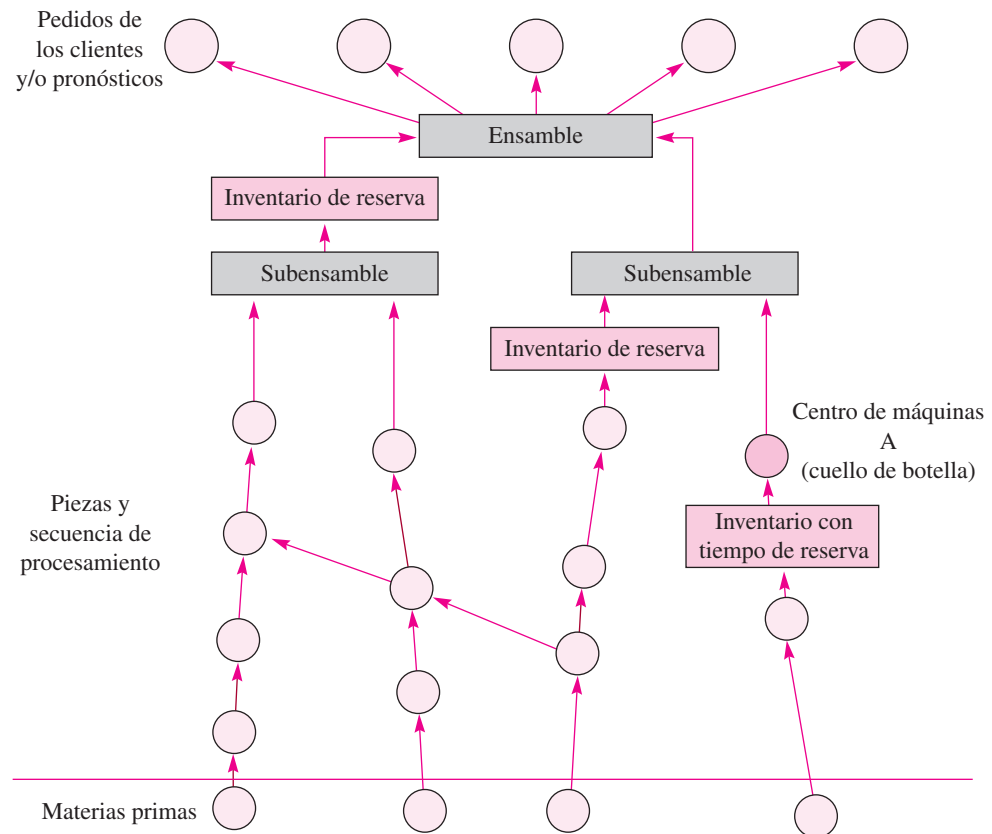 Pedidos de
los clientes
y/o pronósticos
Ensamble
Inventario de reserva
Subensamble
Subensamble
Inventario de reserva
Centro de máquinas
A
(cuello de botella)
Piezas y
secuencia de
procesamiento
Inventario con
tiempo de reserva
Materias primas